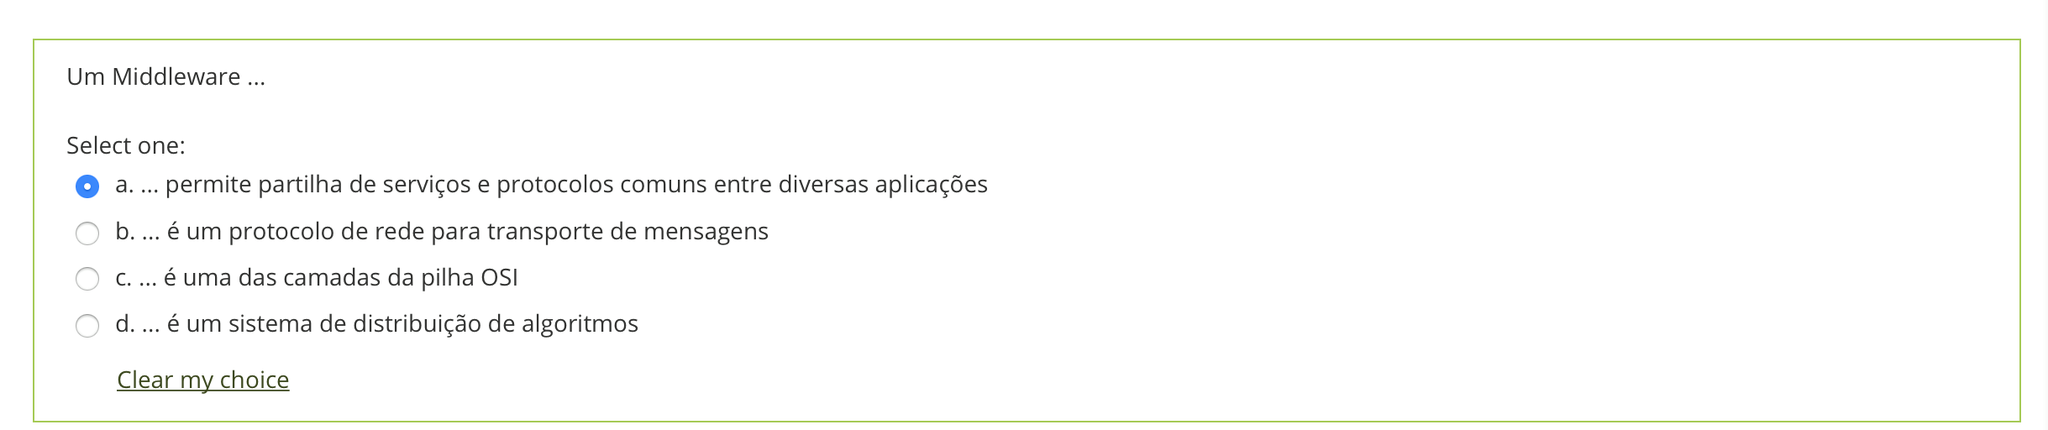 Um Middleware ...
Select one:
a. ... permite partilha de serviços e protocolos comuns entre diversas aplicações
b. ... é um protocolo de rede para transporte de mensagens
c. ... é uma das camadas da pilha OSI
d. ... é um sistema de distribuição de algoritmos
Clear my choice